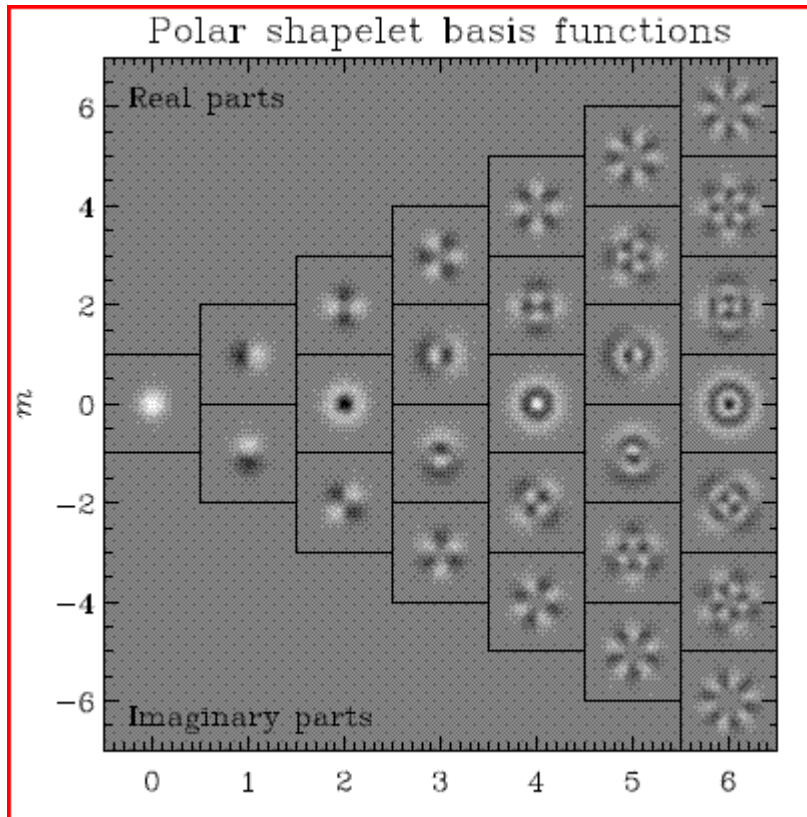 Polar shapelet basis functions
Real parts
6
4
2
0
m
−2
−4
−6
Imaginary parts
0 1 2 3 4 5 6